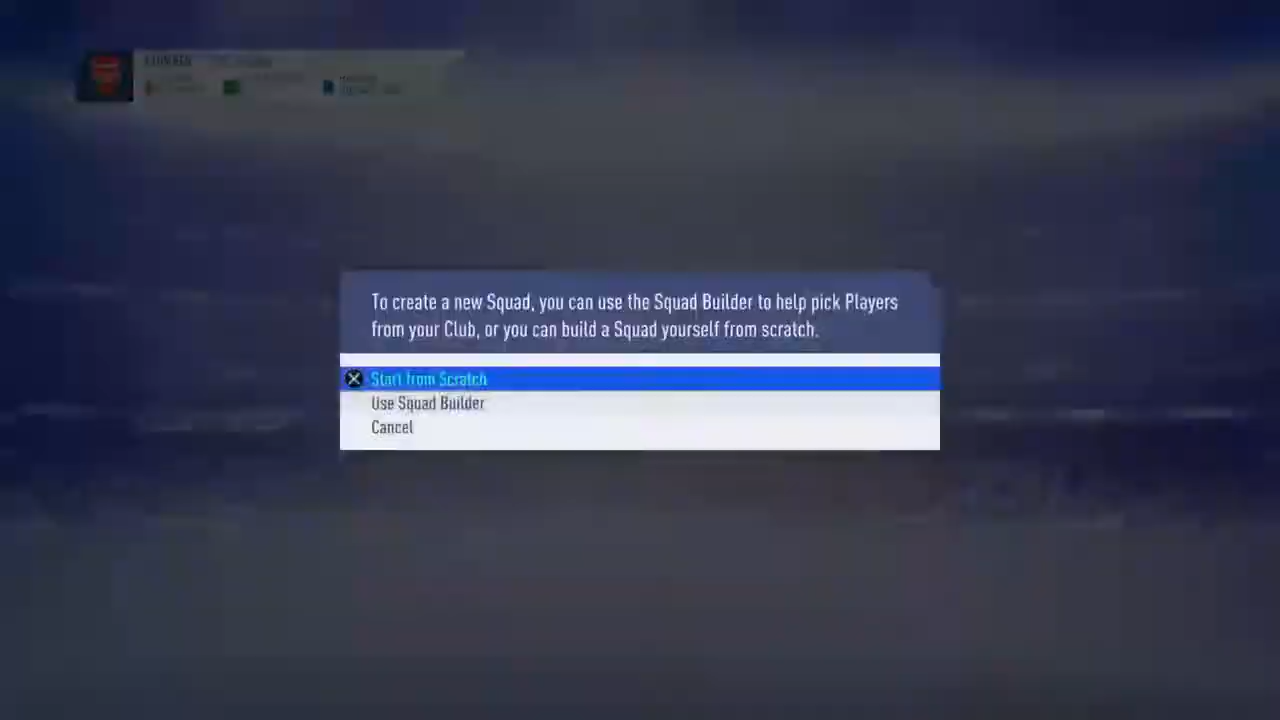 To create a new Squad, you can use the Squad Builder to help pick Players
from your Club, or you can build a Squad yourself from scratch.
Start from Scratch
Use Squad Builder
Cancel